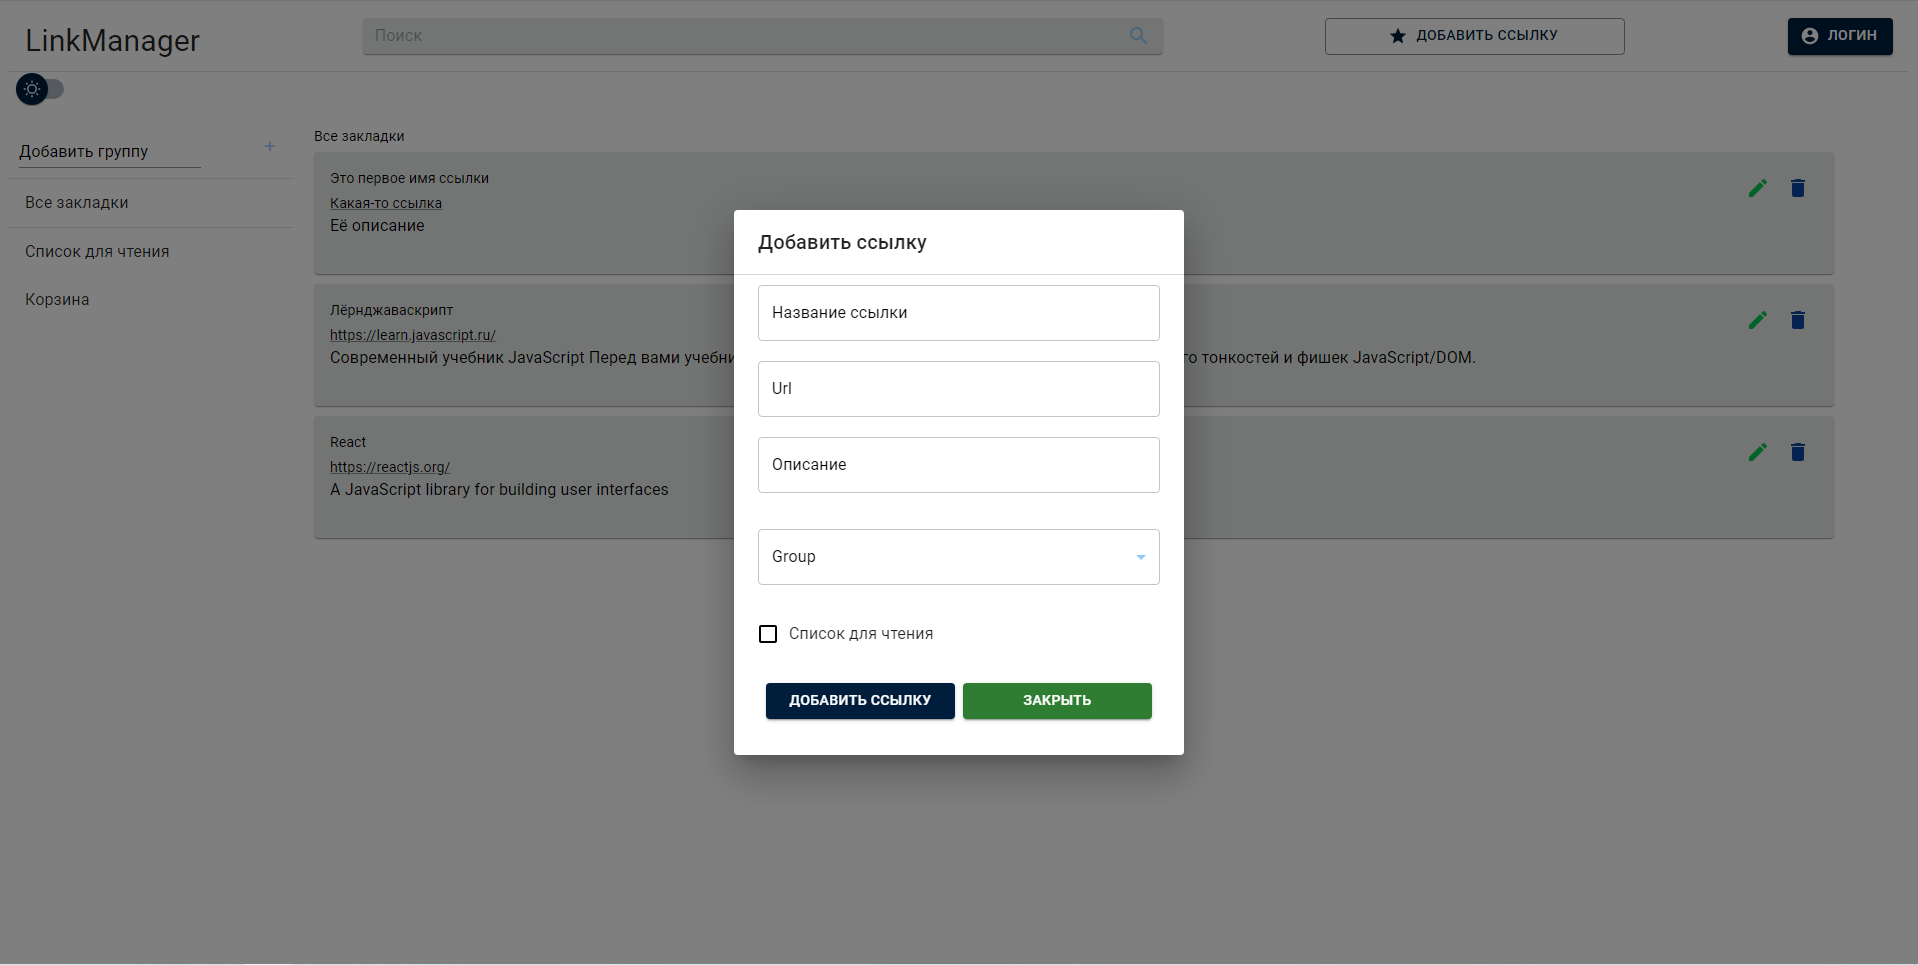 LinkManager
Поиск
ДОБАВИТЬ ССЫЛКУ
ЛОГИН
Добавить группу
Все закладки
Список для чтения
Корзина
Все закладки
Это первое имя ссылки
Какая-то ссылка
Её описание
Лёрнджаваскрипт
https://learn.javascript.ru/
Современный учебник JavaScript Перед вами тонкостей и фишек JavaScript/DOM.
React
https://reactjs.org/
A JavaScript library for building user interfaces
Добавить ссылку
Название ссылки
Url
Описание
Group
Список для чтения
ДОБАВИТЬ ССЫЛКУ
ЗАКРЫТЬ